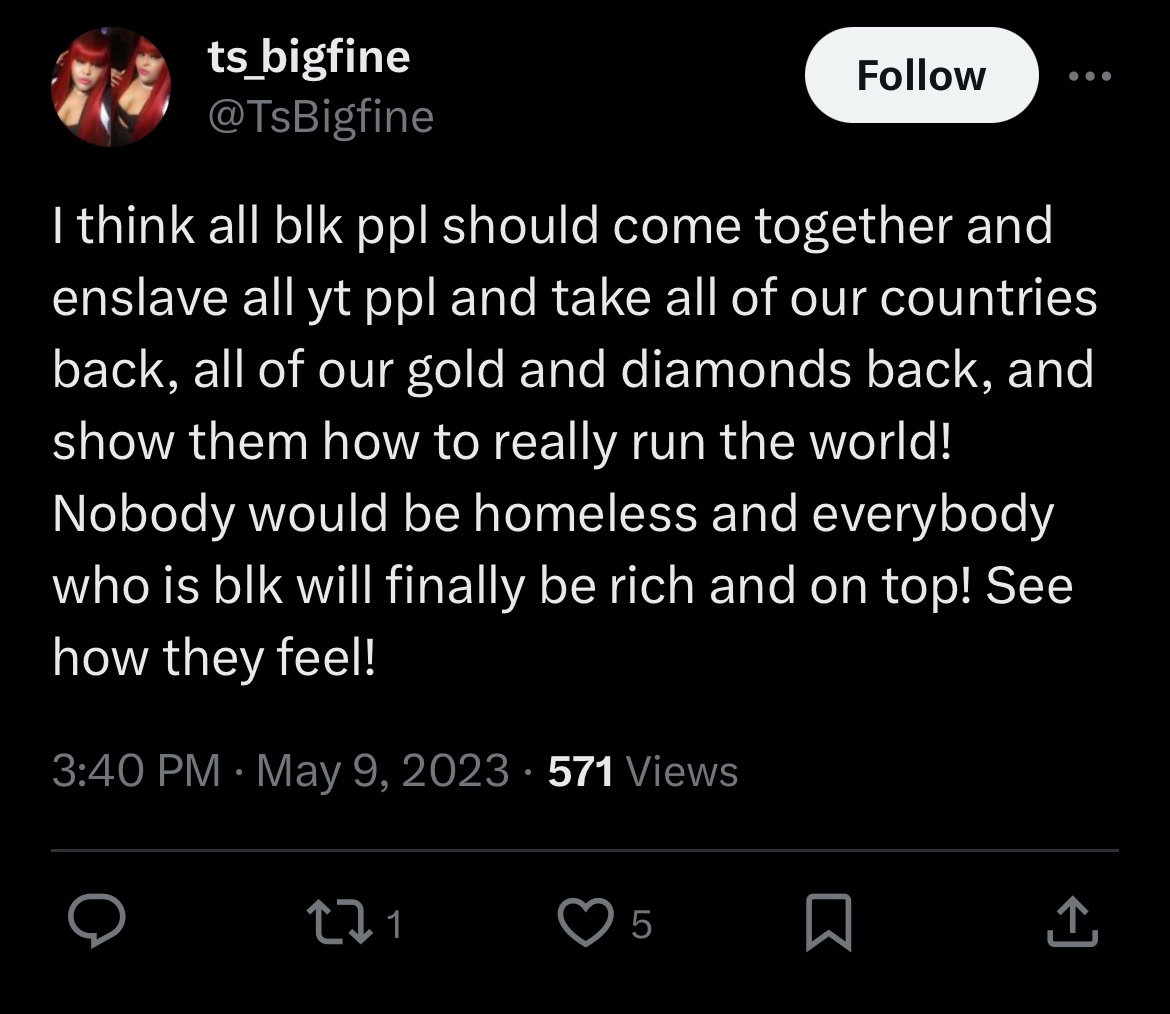 ts_bigfine
@TsBigfine
Follow
I think all blk ppl should come together and
enslave all yt ppl and take all of our countries
back, all of our gold and diamonds back, and
show them how to really run the world!
Nobody would be homeless and everybody
who is blk will finally be rich and on top! See
how they feel!
3:40 PM · May 9, 2023 · 571 Views
1
5